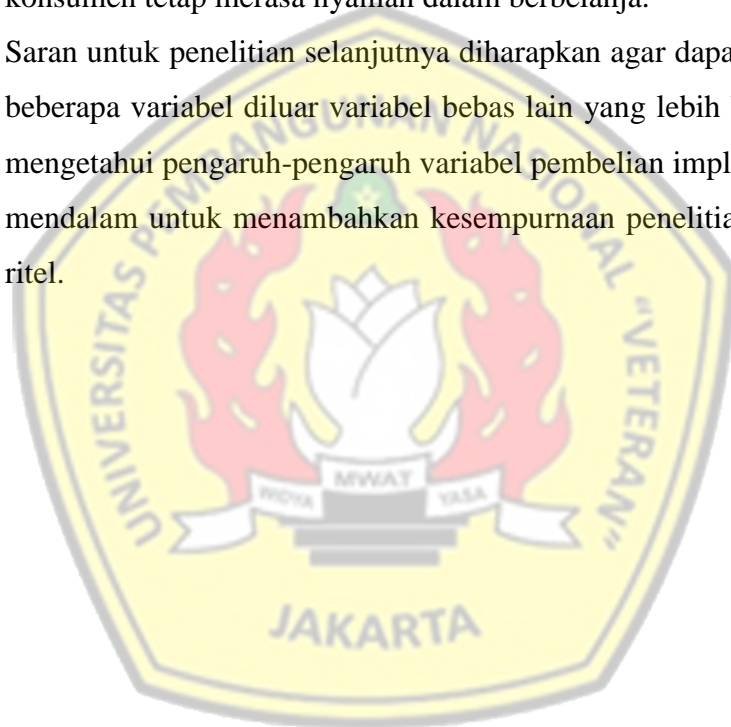 konsumen tetap merasa nyaman dalam berbelanja.
Saran untuk penelitian selanjutnya diharapkan agar dapa
beberapa variabel diluar variabel bebas lain yang lebih
mengetahui pengaruh-pengaruh variabel pembelian impl
mendalam untuk menambahkan kesempurnaan penelitia
ritel.
UNIVERSITAS PEMBANGUNAN NASIONAL "VETERAN"
WIDYA MWAT YASA
JAKARTA